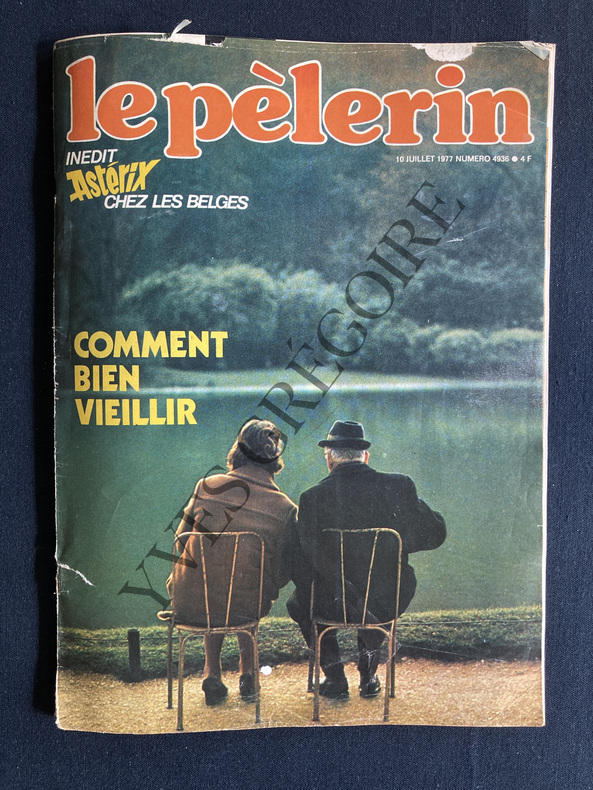 le pèlerin
10 JUILLET 1977 NUMERO 4936 ● 4 F
INEDIT
Astérix
CHEZ LES BELGES
COMMENT
BIEN
VIEILLIR
YVES GRÉGOIRE